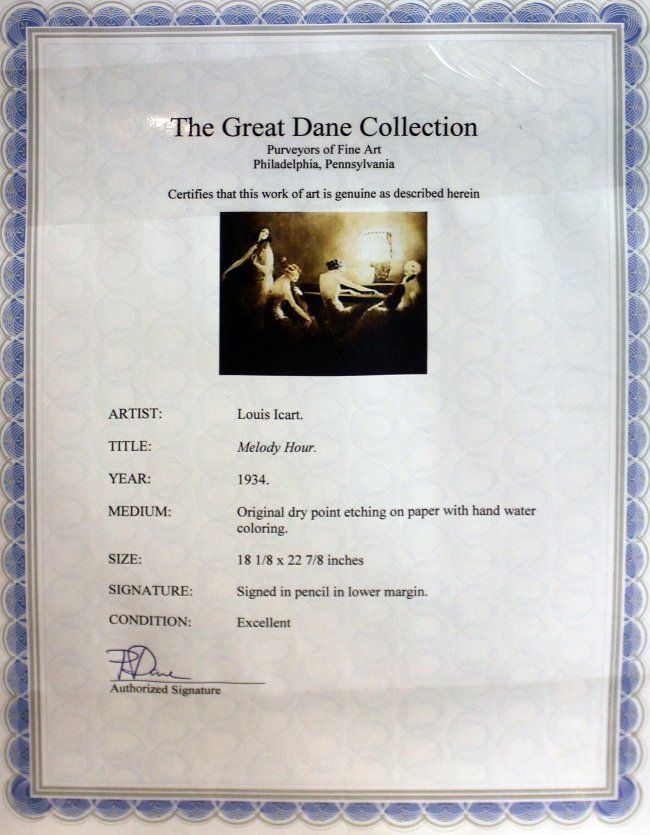 The Great Dane Collection
Purveyors of Fine Art
Philadelphia, Pennsylvania
Certifies that this work of art is genuine as described herein
ARTIST: Louis Icart.
TITLE: Melody Hour.
YEAR: 1934.
MEDIUM: Original dry point etching on paper with hand water
coloring.
SIZE: 18 1/8 x 22 7/8 inches
SIGNATURE: Signed in pencil in lower margin.
CONDITION: Excellent
Dane
Authorized Signature